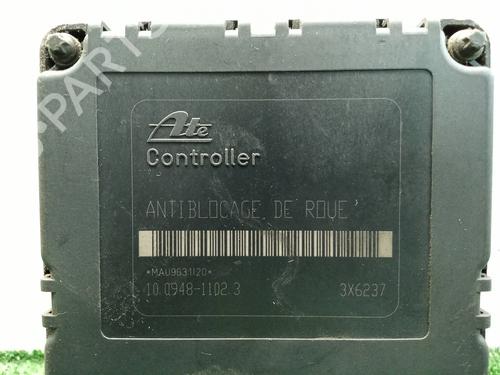 Ate
Controller
ANTIBLOCAGE DE ROUE
*MAU9631120*
10.0948-1102.3 3X6237